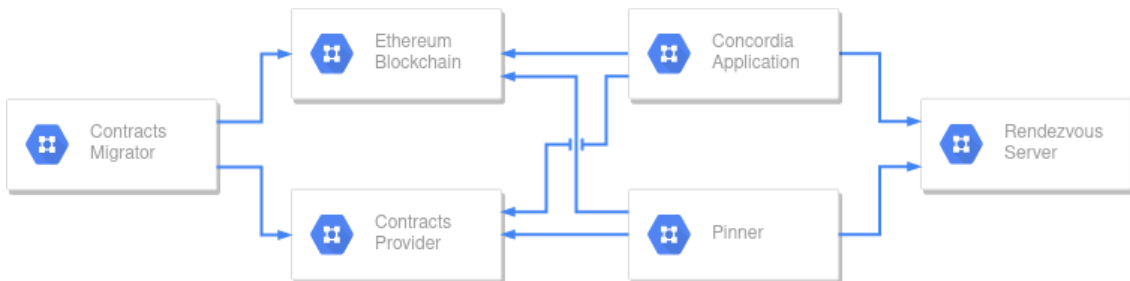 Ethereum
Blockchain
Concordia
Application
Contracts
Migrator
Rendezvous
Server
Contracts
Provider
Pinner